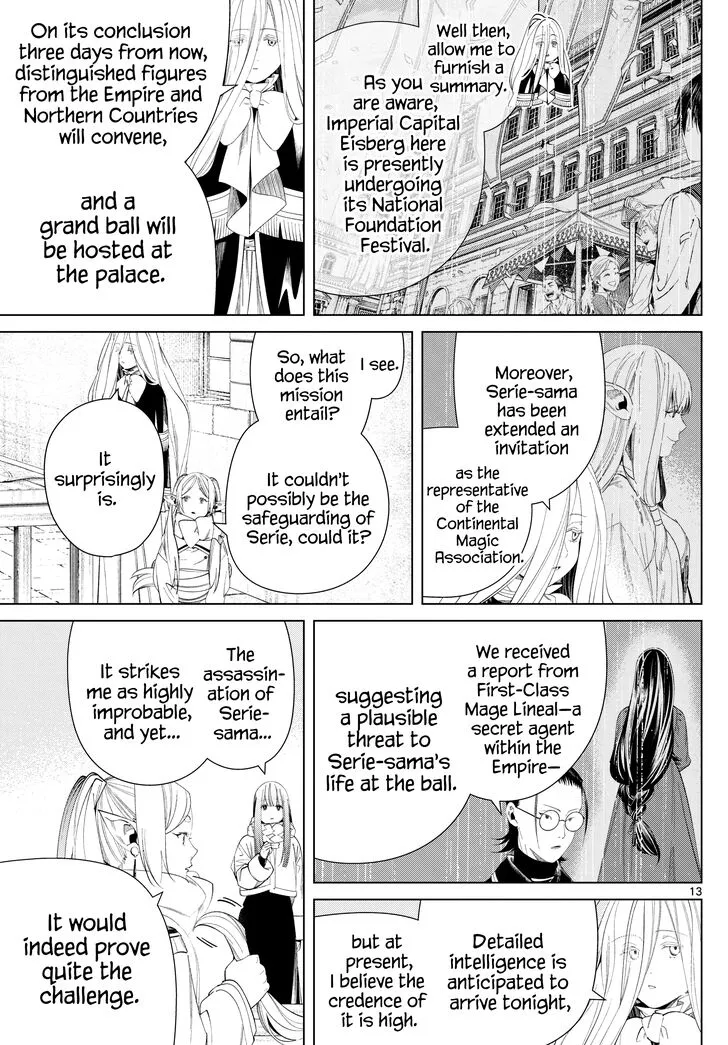 Well then,
allow me to
furnish a
summary.
As you
are aware,
Imperial Capital
Eisberg here
is presently
undergoing
its National
Foundation
Festival.
On its conclusion
three days from now,
distinguished figures
from the Empire and
Northern Countries
will convene,
and a
grand ball will
be hosted at
the palace.
Moreover,
Serie-sama
has been
extended an
invitation
as the
representative
of the
Continental
Magic
Association.
I see.
So, what
does this
mission
entail?
It couldn't
possibly be the
safeguarding of
Serie, could it?
It
surprisingly
is.
We received
a report from
First-Class
Mage Lineal—a
secret agent
within the
Empire—
suggesting
a plausible
threat to
Serie-sama's
life at the ball.
The
assassin-
ation of
Serie-
sama...
It strikes
me as highly
improbable,
and yet...
It would
indeed prove
quite the
challenge.
13
Detailed
intelligence is
anticipated to
arrive tonight,
but at
present,
I believe the
credence of
it is high.